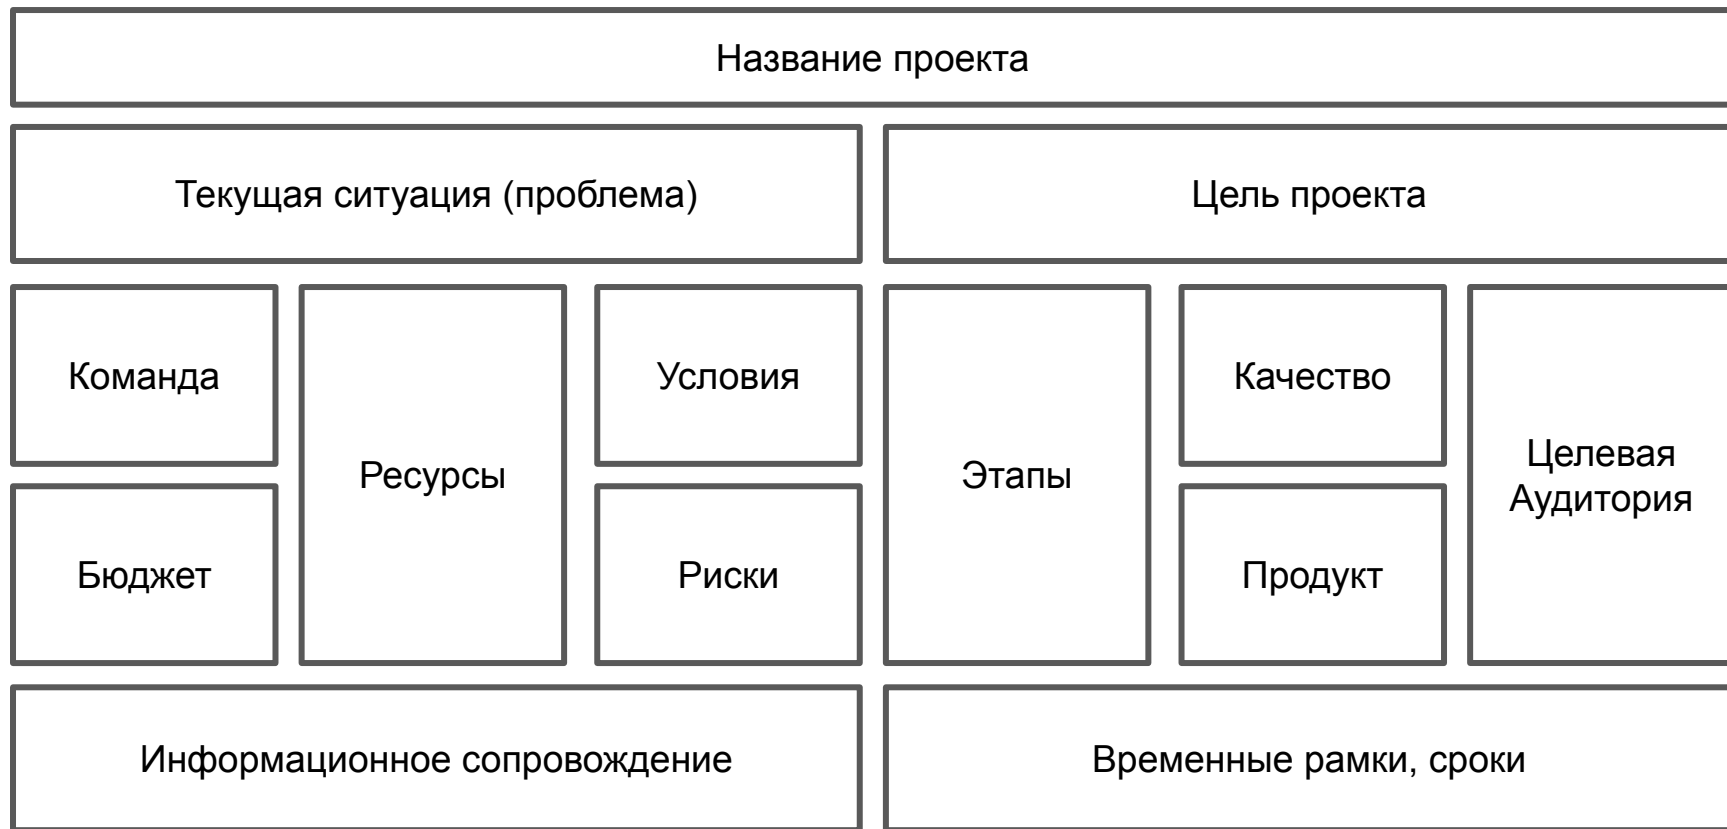 Название проекта
Текущая ситуация (проблема)
Цель проекта
Команда
Ресурсы
Условия
Этапы
Качество
Целевая
Аудитория
Бюджет
Риски
Продукт
Информационное сопровождение
Временные рамки, сроки